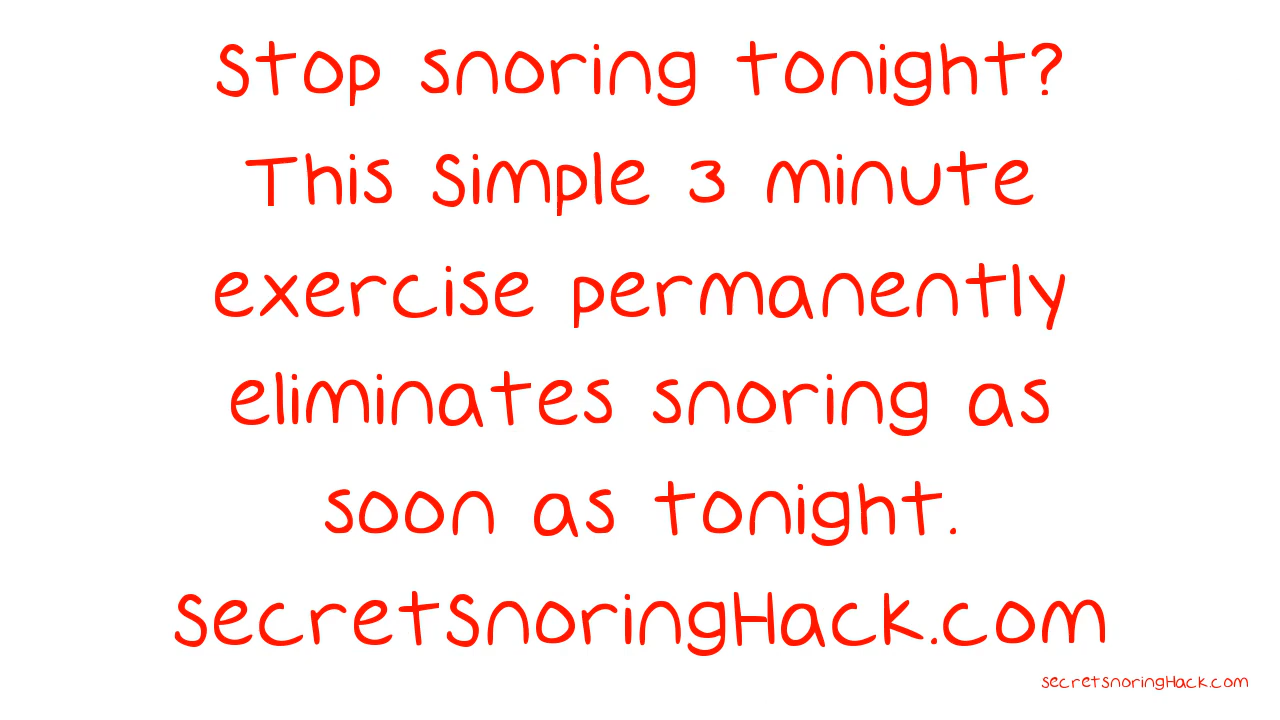 Stop snoring tonight?
This Simple 3 minute
exercise permanently
eliminates snoring as
soon as tonight.
SecretSnoringHack.com
secretsnoringHack.com